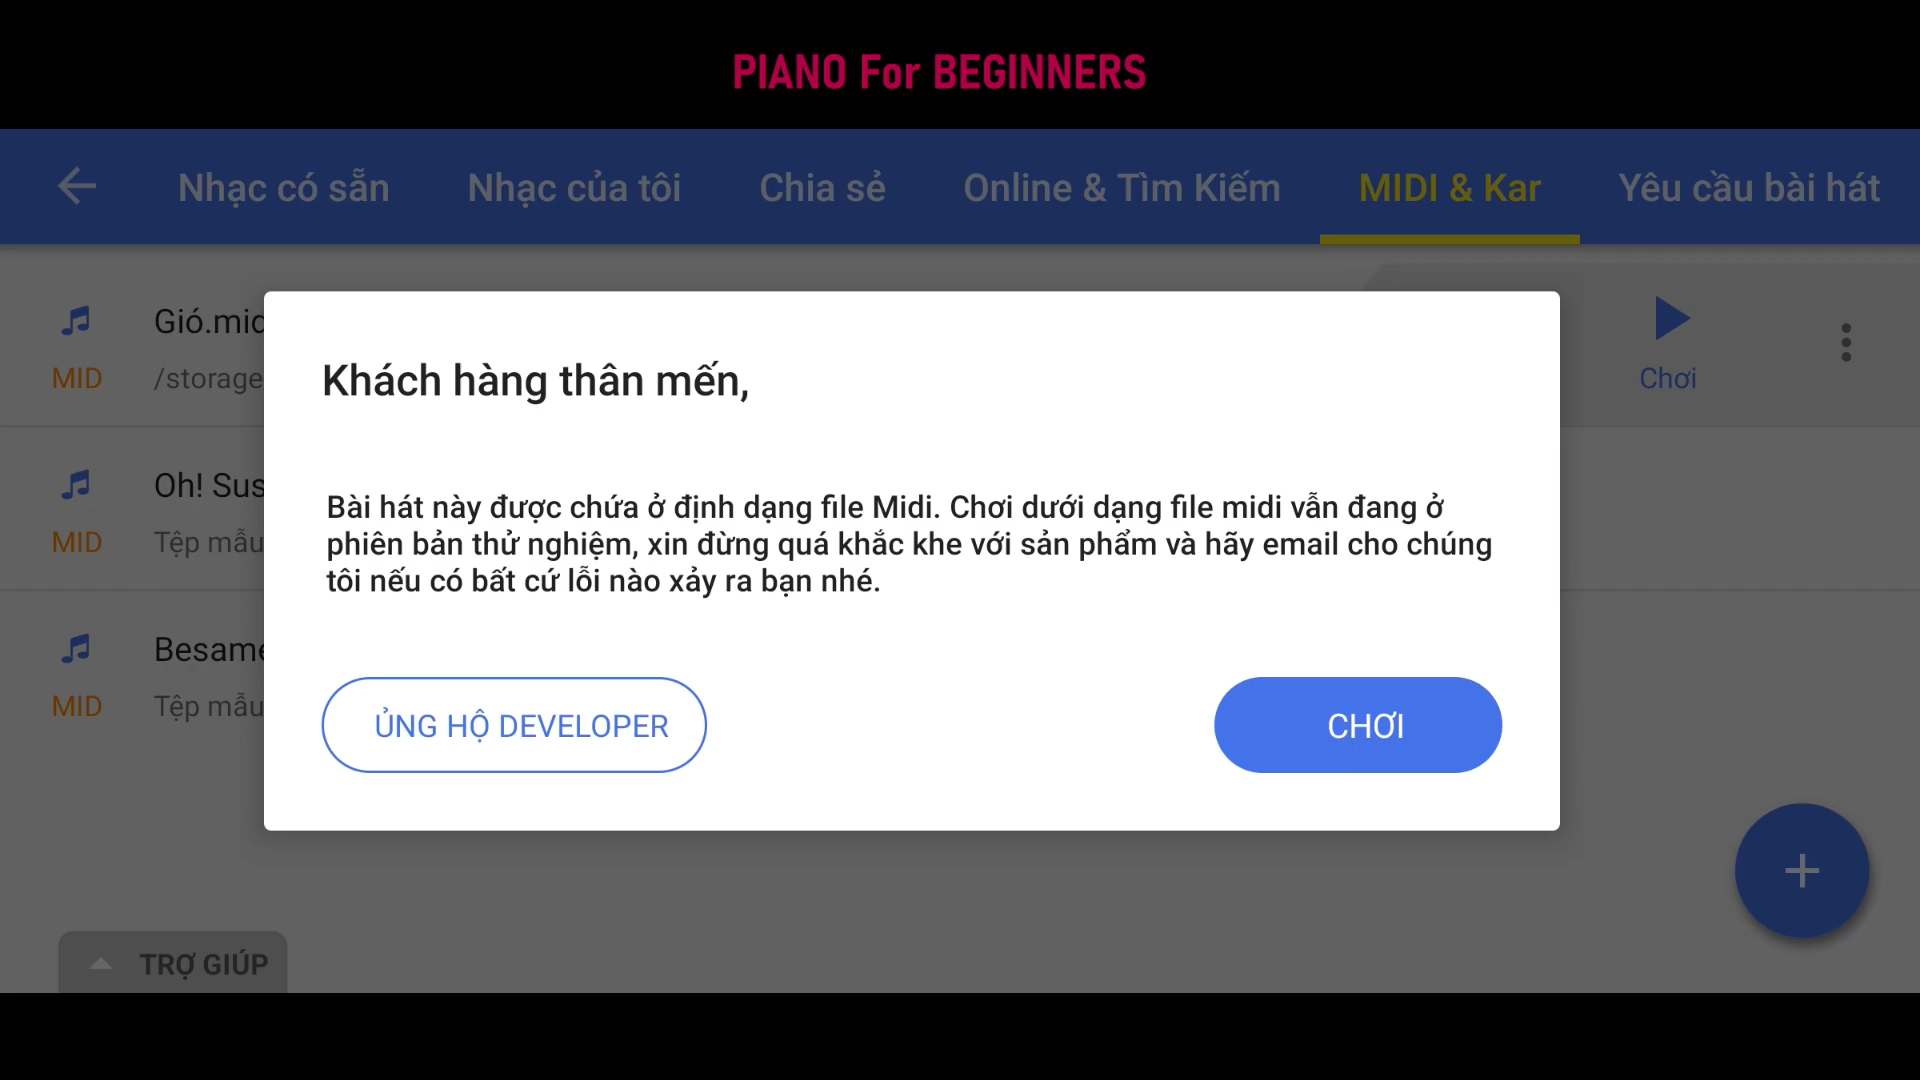 PIANO For BEGINNERS
Nhạc có sẵn
Nhạc của tôi
Chia sẻ
Online & Tìm Kiếm
MIDI & Kar
Yêu cầu bài hát
Gió.mid
MID
/storage
Chơi
Oh! Sus
MID
Tệp mẫu
Besame
MID
Tệp mẫu
Khách hàng thân mến,
Bài hát này được chứa ở định dạng file Midi. Chơi dưới dạng file midi vẫn đang ở
phiên bản thử nghiệm, xin đừng quá khắc khe với sản phẩm và hãy email cho chúng
tôi nếu có bất cứ lỗi nào xảy ra bạn nhé.
ỦNG HỘ DEVELOPER
CHƠI
TRỢ GIÚP